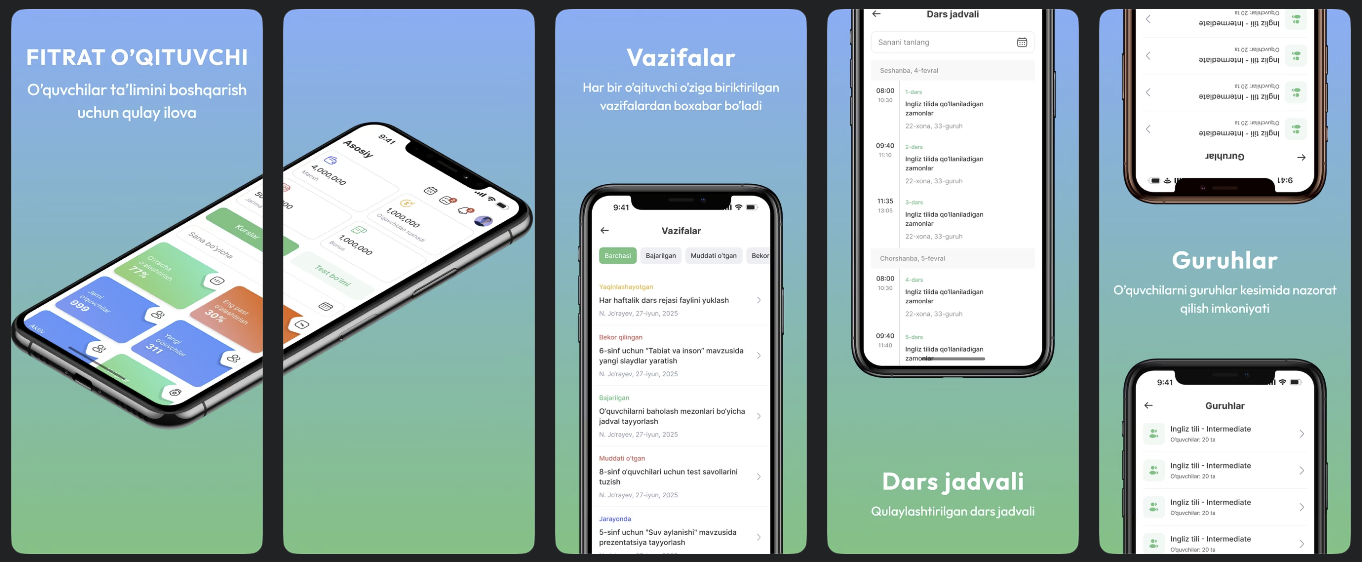 FITRAT O’QITUVCHI
O’quvchilar ta’limini boshqarish
uchun qulay ilova
Kurslar
Sana bo'yicha
77%
999
30%
311
9:41
Asosiy
4,000,000
1,000,000
1,000,000
Bonus
Test bo'limi
Vazifalar
Har bir o’qituvchi o’ziga biriktirilgan
vazifalardan boxabar bo’ladi
9:41
Vazifalar
Barchasi Bajarilgan Muddati o'tgan Bekor
Yaqinlashayotgan
Har haftalik dars rejasi faylini yuklash
N. Jo'rayev, 27-iyun, 2025
Bekor qilingan
6-sinf uchun "Tabiat va inson" mavzusida
yangi slaydlar yaratish
N. Jo'rayev, 27-iyun, 2025
Bajarilgan
O'quvchilarni baholash mezonlari bo'yicha
jadval tayyorlash
N. Jo'rayev, 27-iyun, 2025
Muddati o'tgan
8-sinf o'quvchilari uchun test savollarini
tuzish
N. Jo'rayev, 27-iyun, 2025
Jarayonda
5-sinf uchun "Suv aylanishi" mavzusida
prezentatsiya tayyorlash
Dars jadvali
Sanani tanlang
Seshanba, 4-fevral
08:00 1-dars
10:30 Ingliz tilida qo'llaniladigan
zamonlar
22-xona, 33-guruh
09:40 2-dars
11:10 Ingliz tilida qo'llaniladigan
zamonlar
22-xona, 33-guruh
11:35 3-dars
13:05 Ingliz tilida qo'llaniladigan
zamonlar
22-xona, 33-guruh
Chorshanba, 5-fevral
08:00 4-dars
10:30 Ingliz tilida qo'llaniladigan
zamonlar
22-xona, 33-guruh
09:40 5-dars
11:40 Ingliz tilida qo'llaniladigan
zamonlar
Dars jadvali
Qulaylashtirilgan dars jadvali
O'quvchilar: 20 ta
Ingliz tili - Intermediate
O'quvchilar: 20 ta
Ingliz tili - Intermediate
O'quvchilar: 20 ta
Ingliz tili - Intermediate
O'quvchilar: 20 ta
Ingliz tili - Intermediate
Guruhlar
9:41
Guruhlar
O’quvchilarni guruhlar kesimida nazorat
qilish imkoniyati
9:41
Guruhlar
Ingliz tili - Intermediate
O'quvchilar: 20 ta
Ingliz tili - Intermediate
O'quvchilar: 20 ta
Ingliz tili - Intermediate
O'quvchilar: 20 ta
Ingliz tili - Intermediate
O'quvchilar: 20 ta